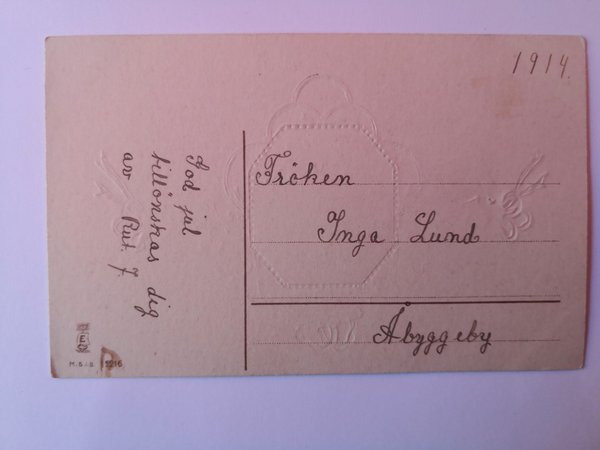 1914.
God jul
tillönskas dig
av Rut. J.
Fröken
Inga Lund
Åbyggeby
E